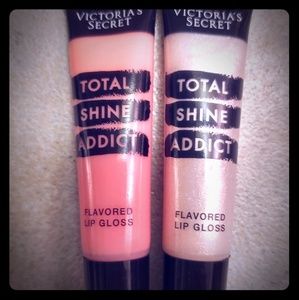 VICTORIA'S
SECRET
TOTAL
SHINE
ADDICT
FLAVORED
LIP GLOSS
VICTORIA'S
SECRET
TOTAL
SHINE
ADDICT
FLAVORED
LIP GLOSS